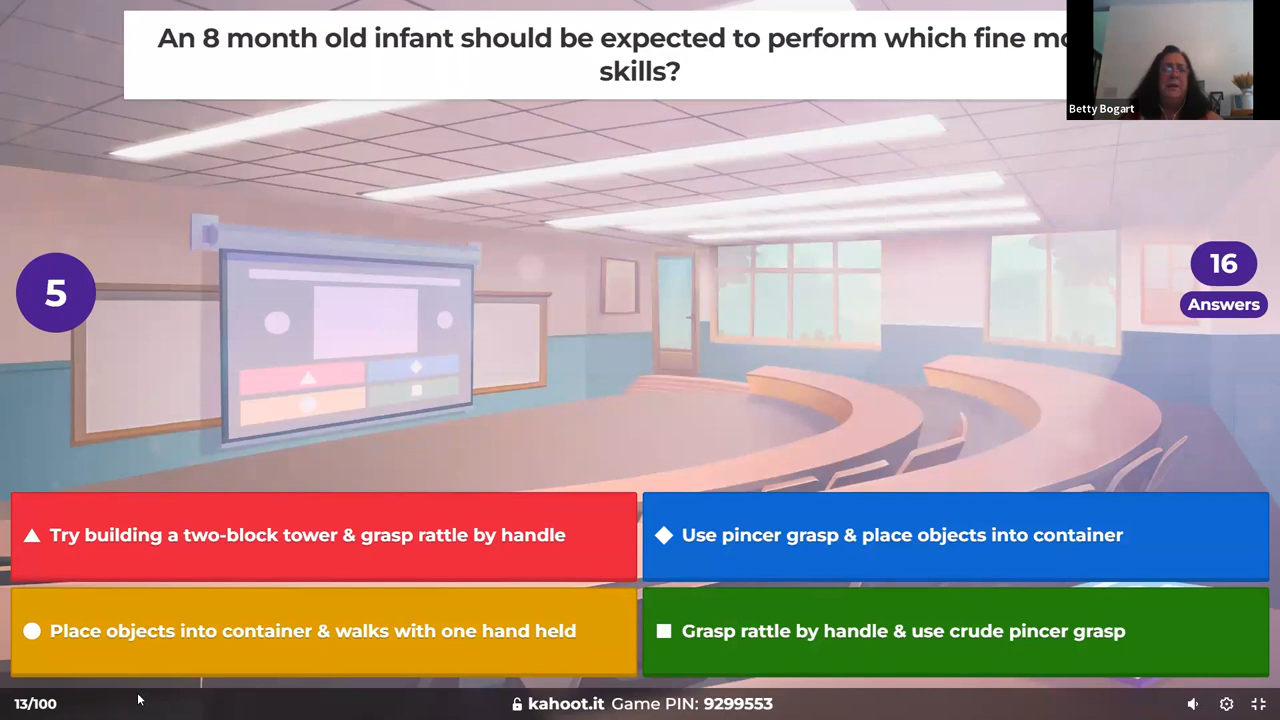 An 8 month old infant should be expected to perform which fine
skills?
Betty Bogart
5
16
Answers
Try building a two-block tower & grasp rattle by handle
Use pincer grasp & place objects into container
Place objects into container & walks with one hand held
Grasp rattle by handle & use crude pincer grasp
13/100
kahoot.it Game PIN: 9299553